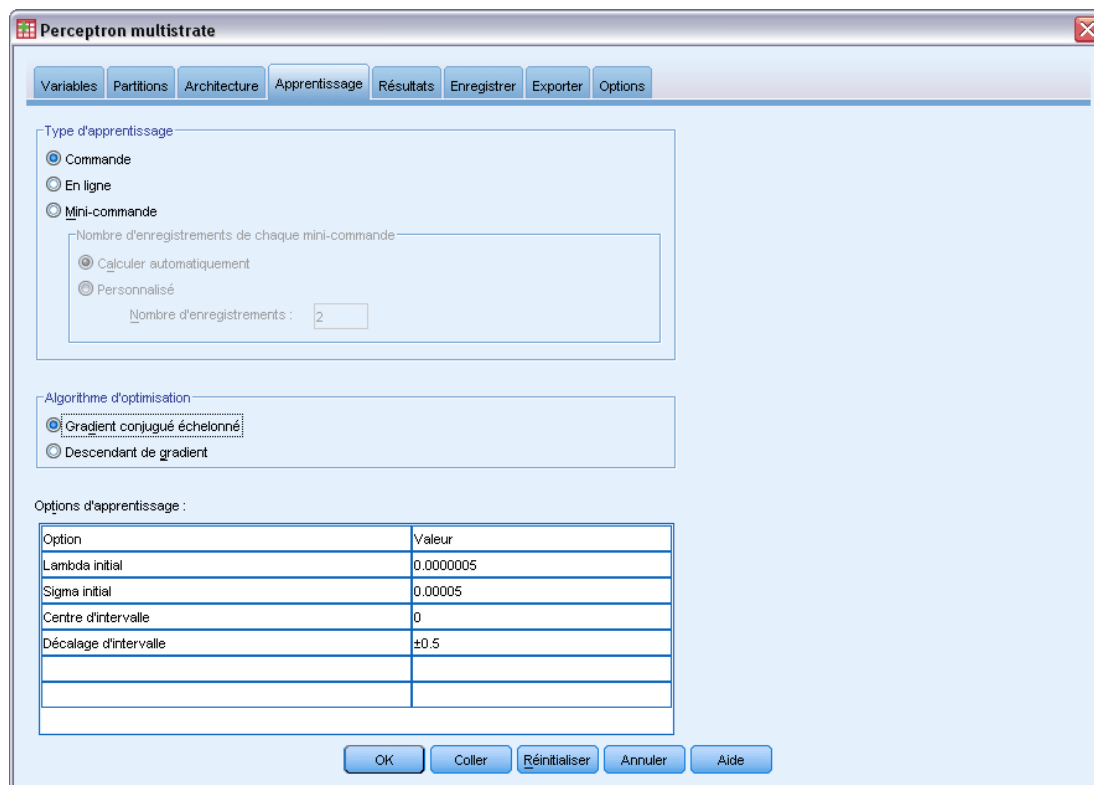 Perceptron multistrate
Variables Partitions Architecture Apprentissage Résultats Enregistrer Exporter Options
Type d'apprentissage
Commande
En ligne
Mini-commande
Nombre d'enregistrements de chaque mini-commande
Calculer automatiquement
Personnalisé
Nombre d'enregistrements : 2
Algorithme d'optimisation
Gradient conjugué échelonné
Descendant de gradient
Options d'apprentissage :
Option Valeur
Lambda initial 0.0000005
Sigma initial 0.00005
Centre d'intervalle 0
Décalage d'intervalle ±0.5
OK Coller Réinitialiser Annuler Aide